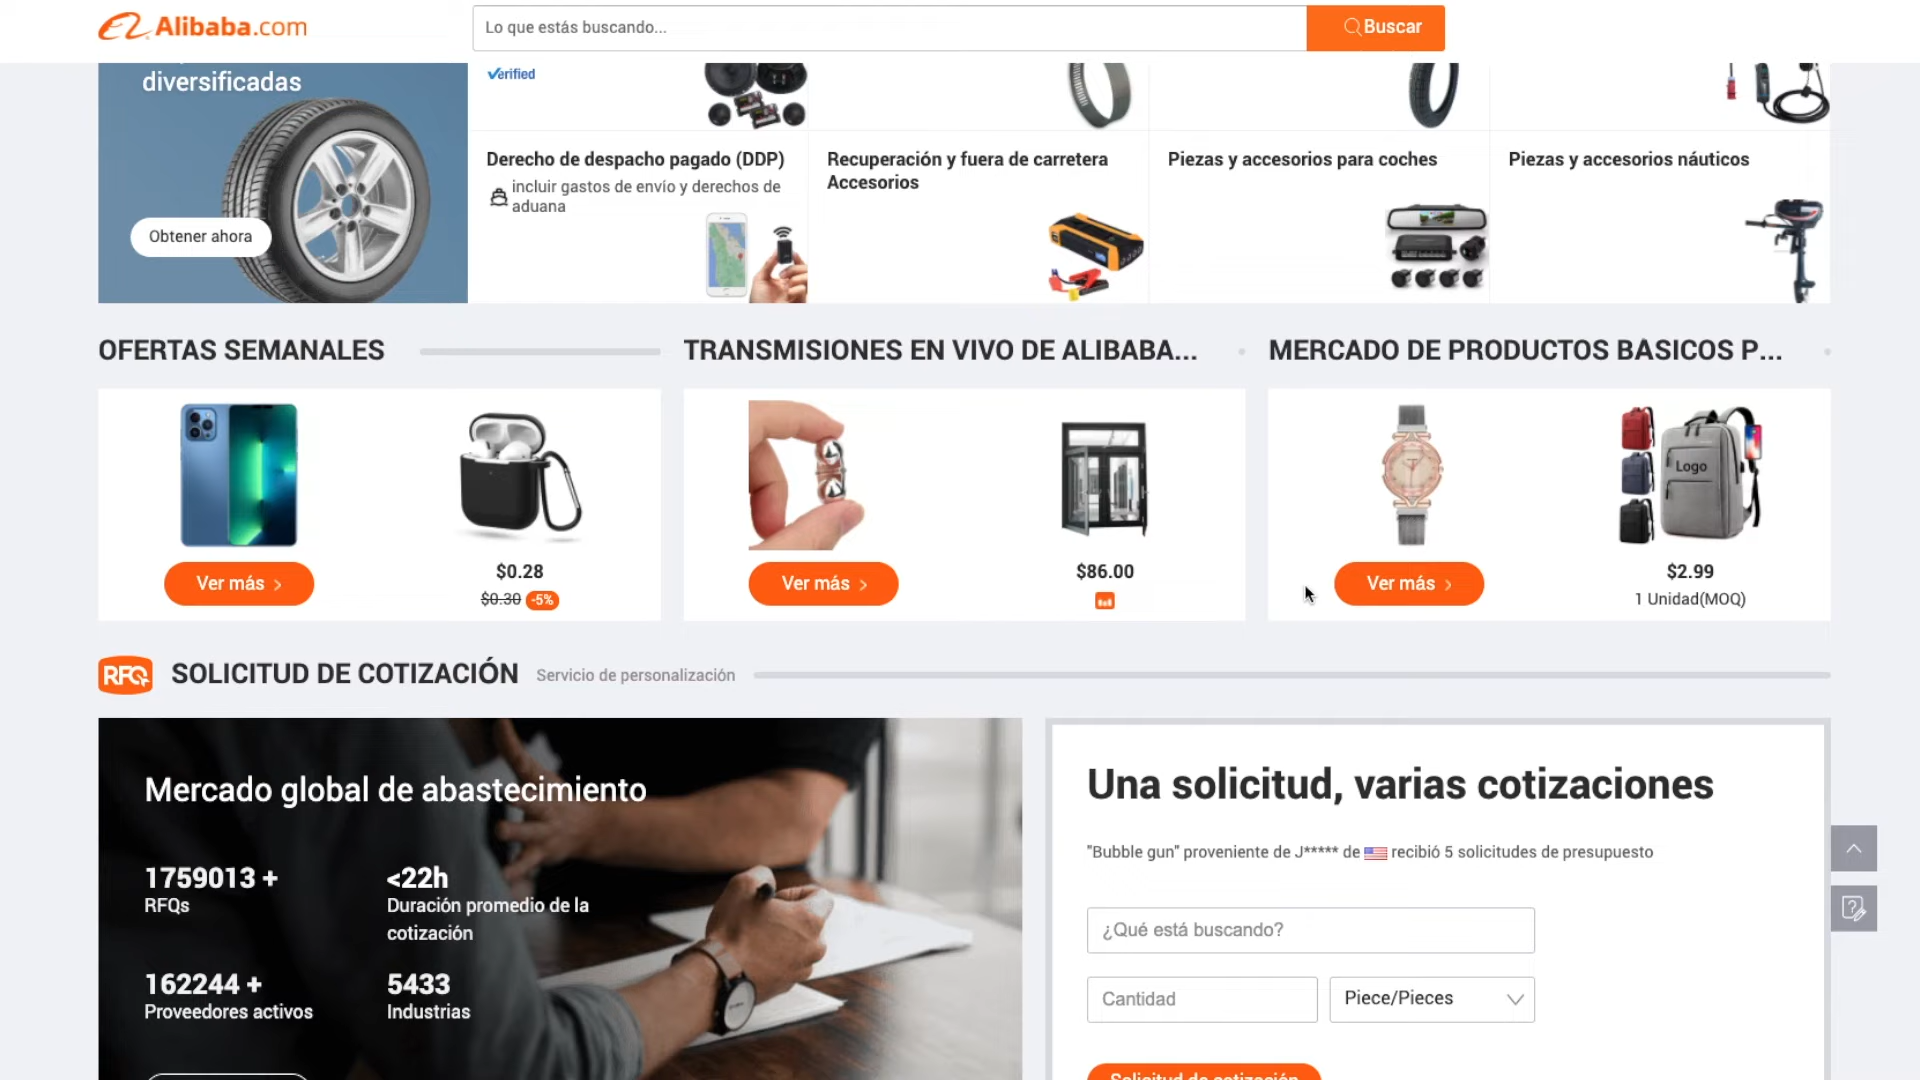 Alibaba.com
Lo que estás buscando...
Buscar
diversificadas
Obtener ahora
Verified
Derecho de despacho pagado (DDP)
incluir gastos de envío y derechos de
aduana
Recuperación y fuera de carretera
Accesorios
Piezas y accesorios para coches
Piezas y accesorios náuticos
OFERTAS SEMANALES
TRANSMISIONES EN VIVO DE ALIBABA...
MERCADO DE PRODUCTOS BÁSICOS P...
Ver más >
$0.28
$0.30 -5%
Ver más >
$86.00
Ver más >
Logo
$2.99
1 Unidad(MOQ)
RFQ
SOLICITUD DE COTIZACIÓN
Servicio de personalización
Mercado global de abastecimiento
1759013 +
RFQs
<22h
Duración promedio de la
cotización
162244 +
Proveedores activos
5433
Industrias
Una solicitud, varias cotizaciones
"Bubble gun" proveniente de J***** de recibió 5 solicitudes de presupuesto
¿Qué está buscando?
Cantidad
Piece/Pieces
Solicitud de cotización